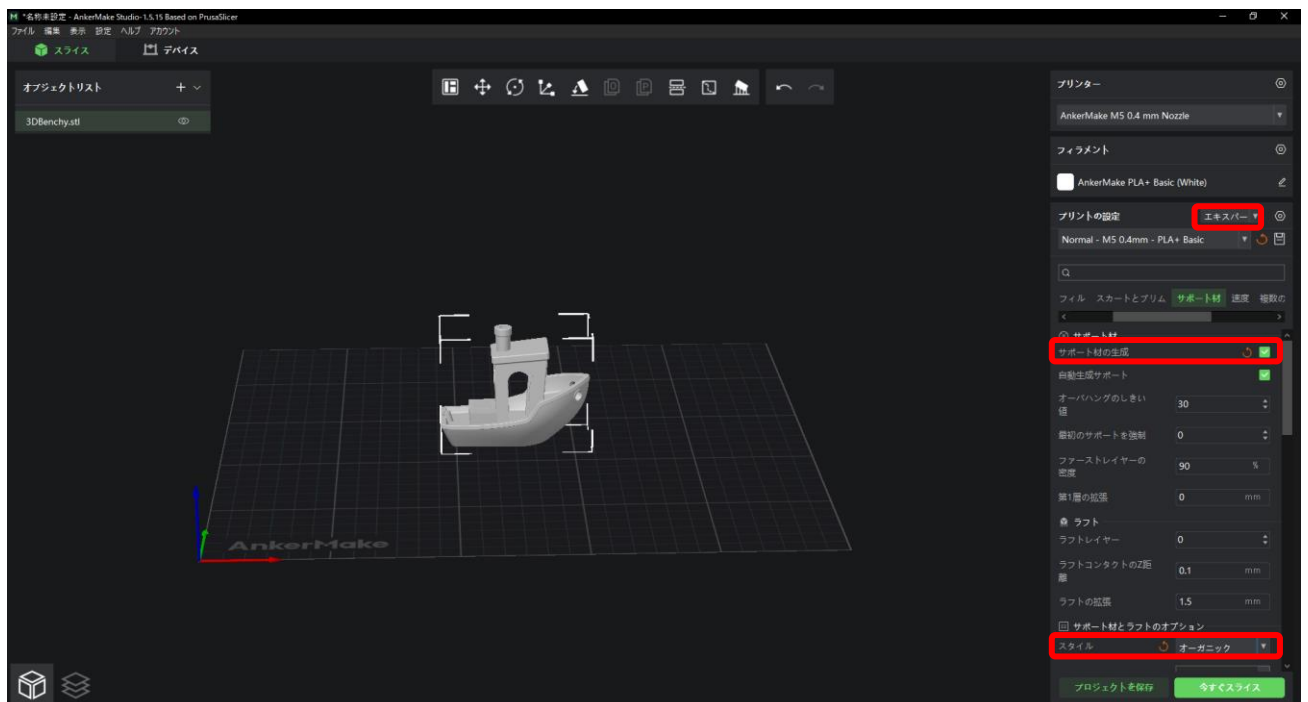 *名称未設定 - AnkerMake Studio-1.5.15 Based on PrusaSlicer
ファイル 編集 表示 設定 ヘルプ アカウント
スライス デバイス
オブジェクトリスト
3DBenchy.stl
AnkerMake
プリンター
AnkerMake M5 0.4 mm Nozzle
フィラメント
AnkerMake PLA+ Basic (White)
プリントの設定 エキスパー
Normal - M5 0.4mm - PLA+ Basic
フィル スカートとブリム サポート材 速度 複数の
サポート材
サポート材の生成
自動生成サポート
オーバハングのしきい
値
30
最初のサポートを強制 0
ファーストレイヤーの
密度
90 %
第1層の拡張 0 mm
ラフト
ラフトレイヤー 0
ラフトコンタクトのZ距
離
0.1 mm
ラフトの拡張 1.5 mm
サポート材とラフトのオプション
スタイル オーガニック
プロジェクトを保存 今すぐスライス